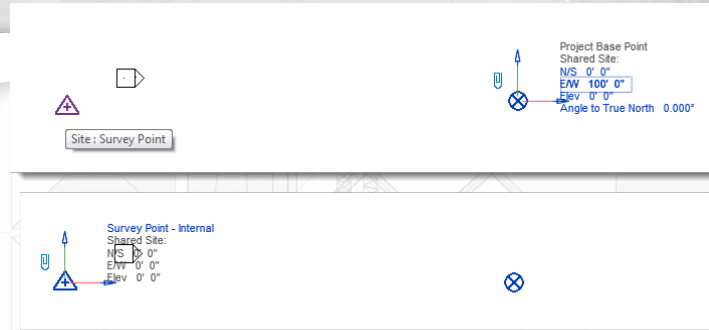 Project Base Point
Shared Site:
N/S 0' 0"
E/W 100' 0"
Elev 0' 0"
Angle to True North 0.000°
Site : Survey Point
Survey Point - Internal
Shared Site:
N/S 0' 0"
E/W 0' 0"
Elev 0' 0"